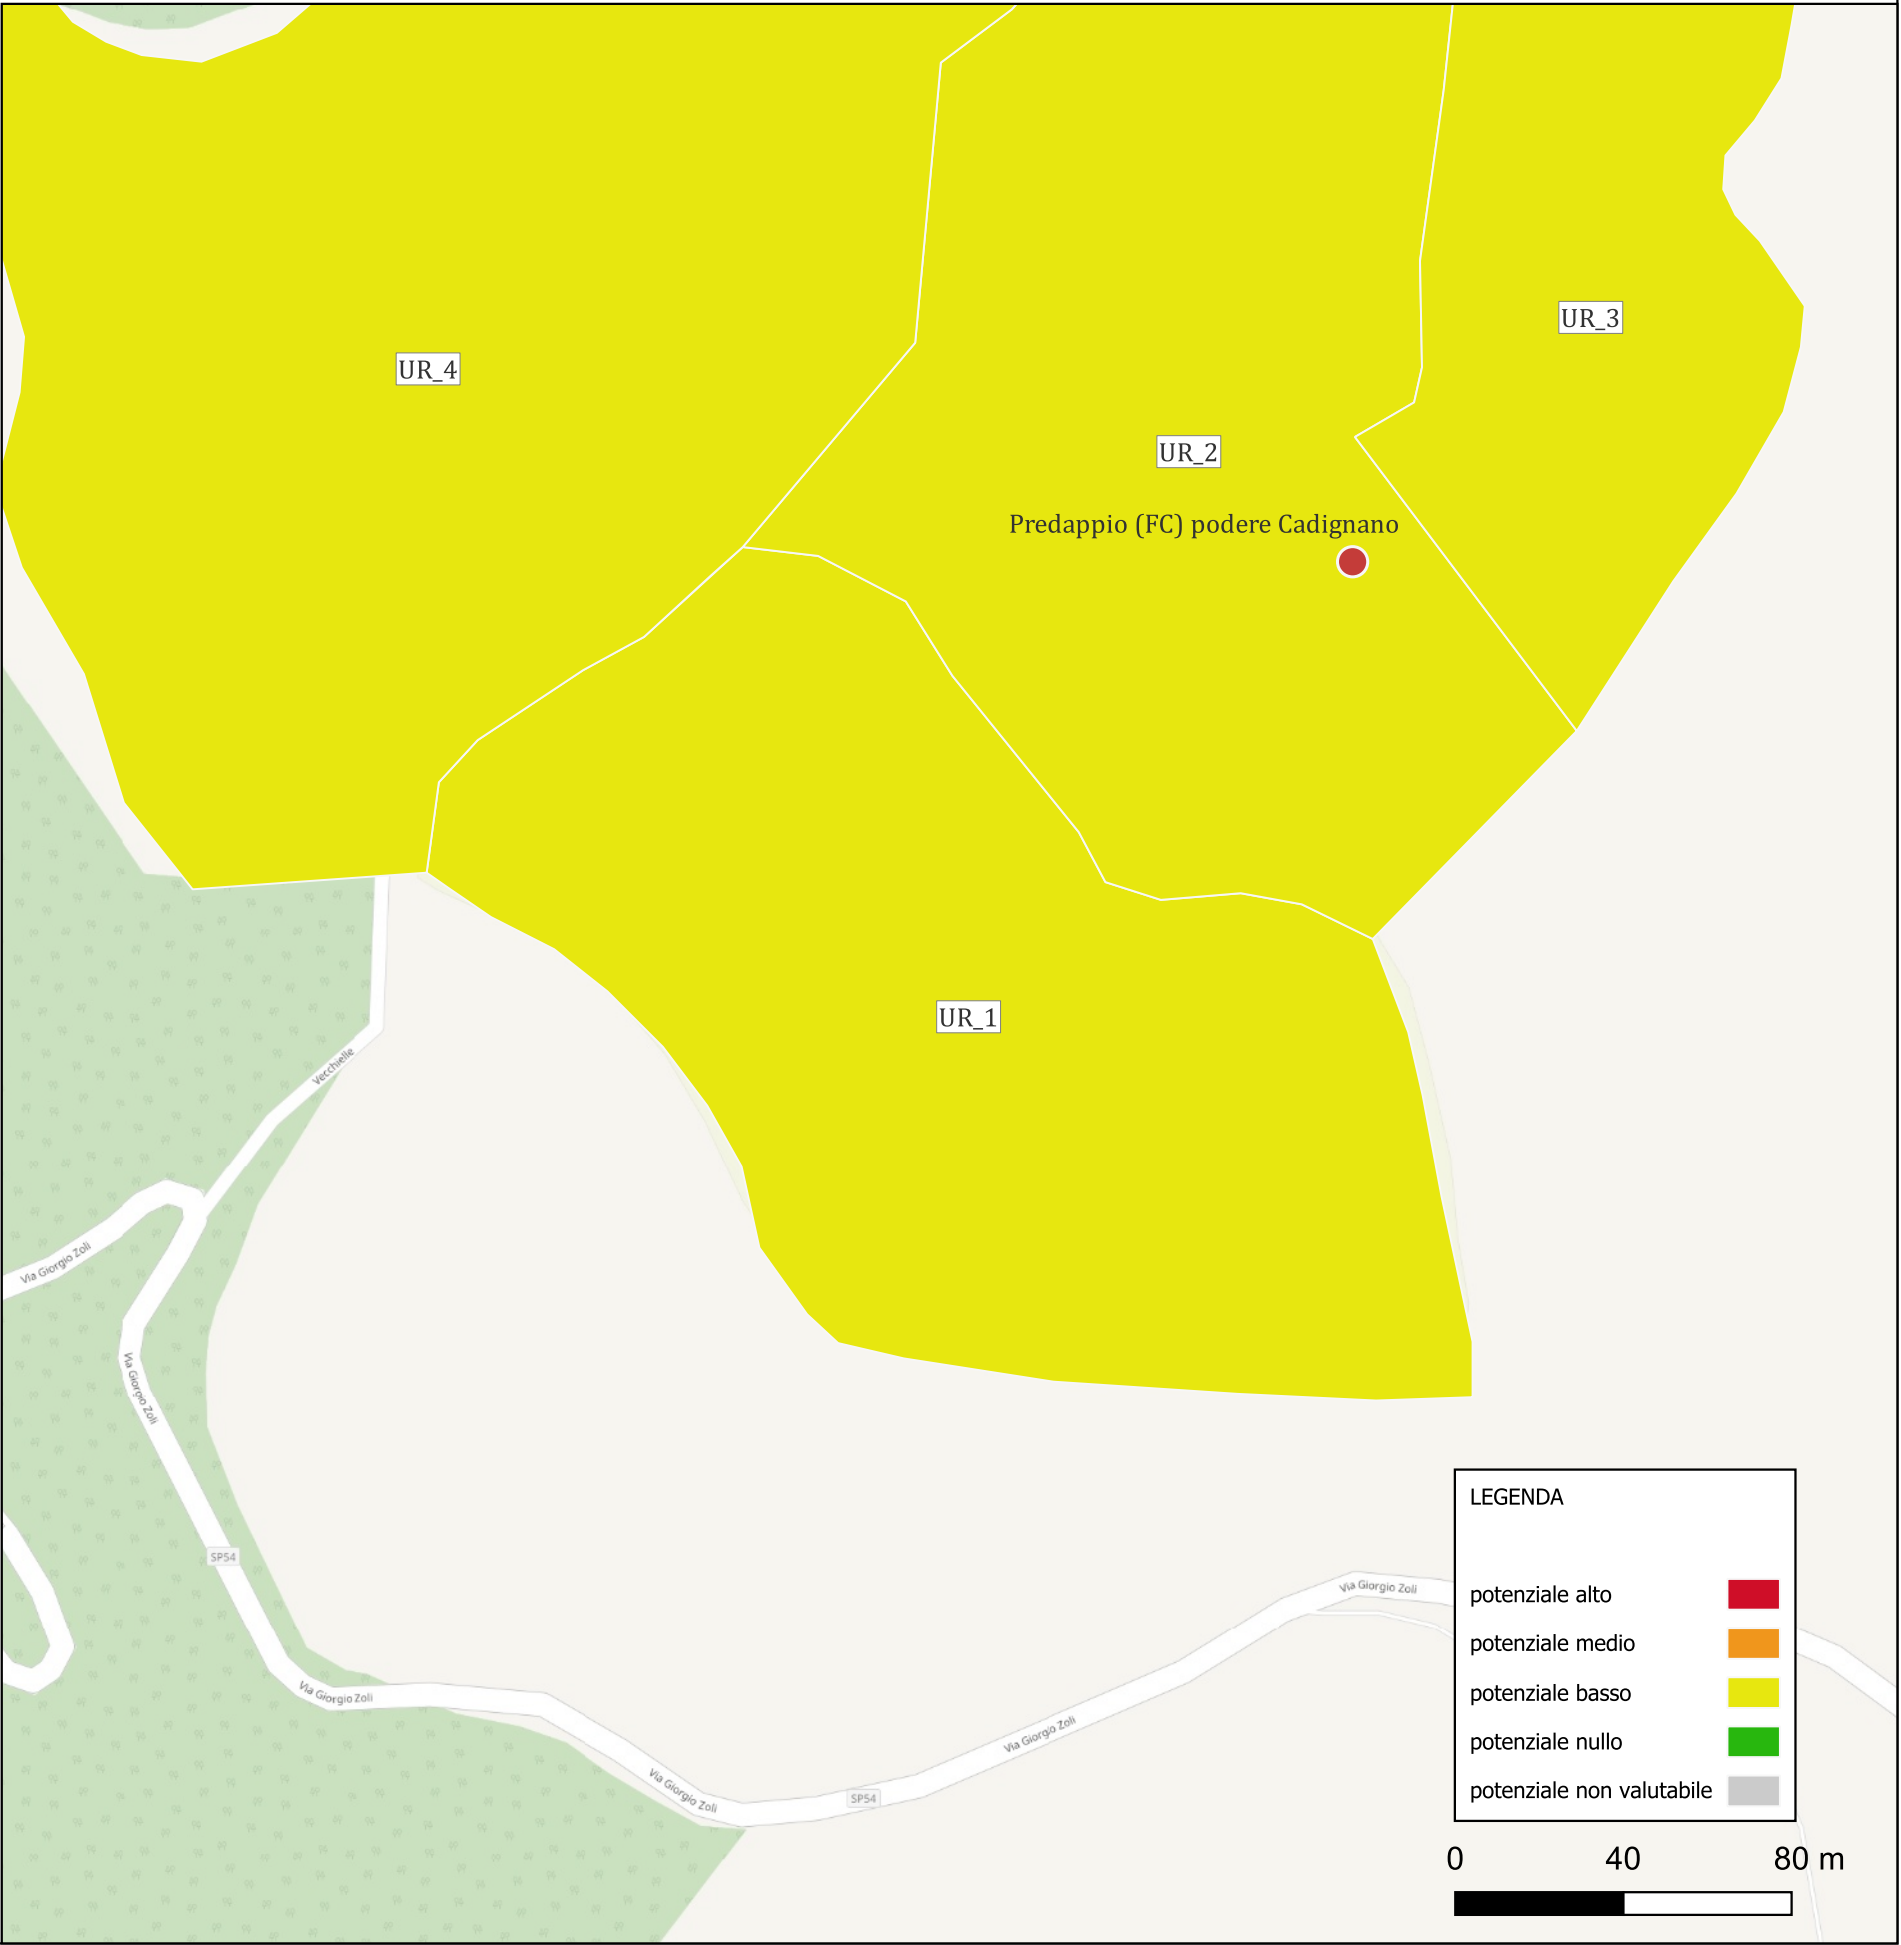 UR_3
UR_4
UR_2
Predappio (FC) podere Cadignano
UR_1
Vecchielle
Via Giorgio Zoli
Via Giorgio Zoli
SP54
Via Giorgio Zoli
Via Giorgio Zoli
SP54
Via Giorgio Zoli
Via Giorgio Zoli
LEGENDA
potenziale alto
potenziale medio
potenziale basso
potenziale nullo
potenziale non valutabile
0 40 80 m